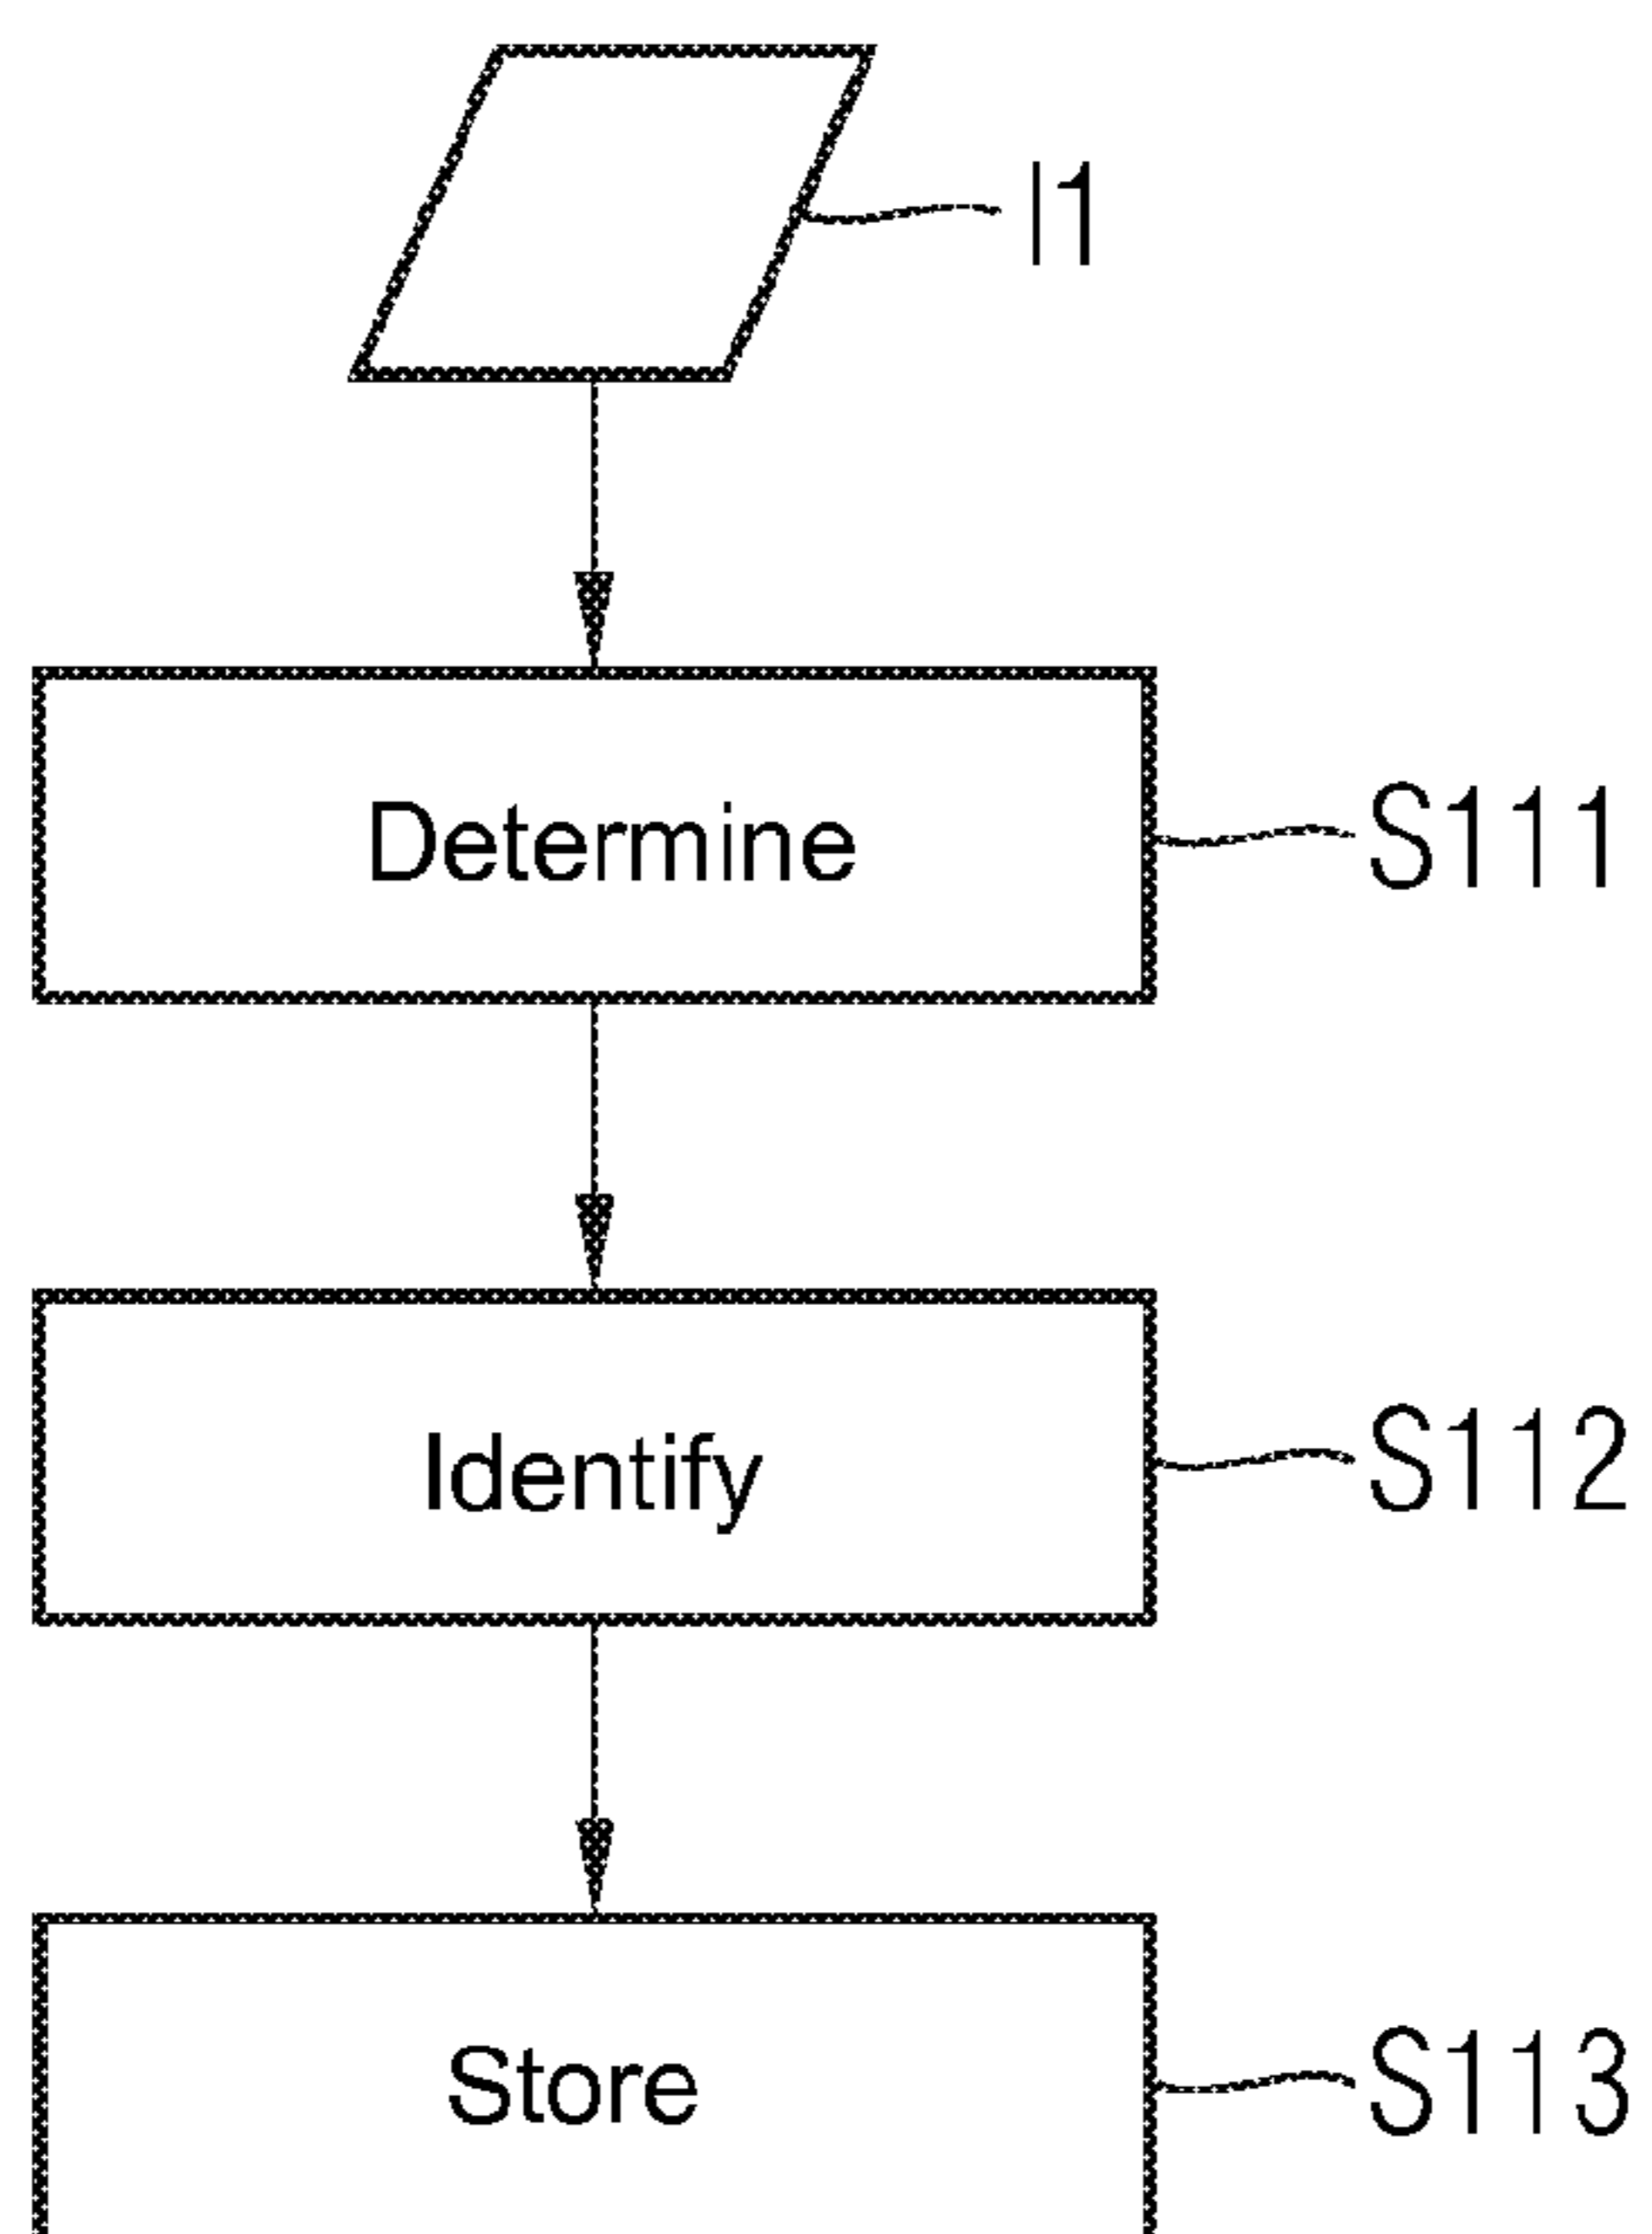 I1
Determine
S111
Identify
S112
Store
S113